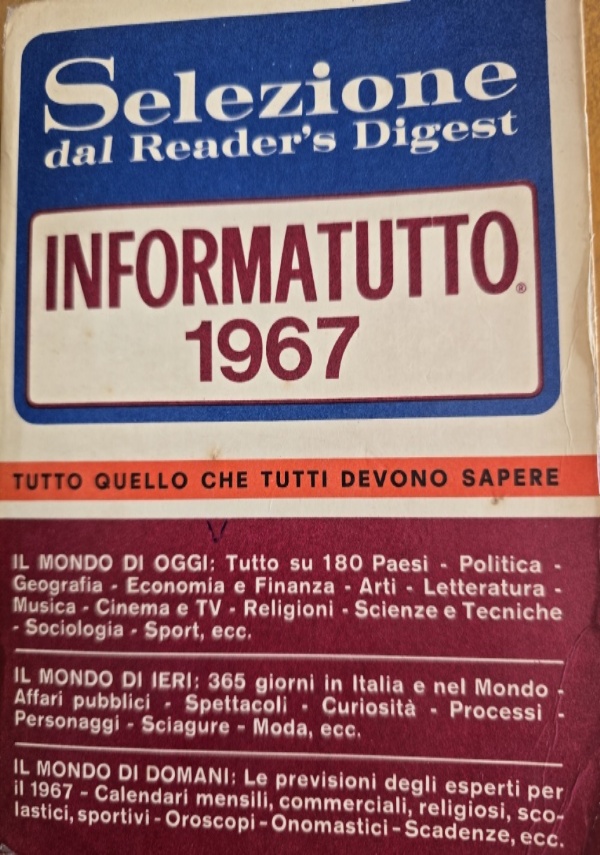 Selezione
dal Reader's Digest
INFORMATUTTO®
1967
TUTTO QUELLO CHE TUTTI DEVONO SAPERE
IL MONDO DI OGGI: Tutto su 180 Paesi - Politica -
Geografia - Economia e Finanza - Arti - Letteratura -
Musica - Cinema e TV - Religioni - Scienze e Tecniche
- Sociologia - Sport, ecc.
IL MONDO DI IERI: 365 giorni in Italia e nel Mondo -
Affari pubblici - Spettacoli - Curiosità - Processi -
Personaggi - Sciagure - Moda, ecc.
IL MONDO DI DOMANI: Le previsioni degli esperti per
il 1967 - Calendari mensili, commerciali, religiosi, sco-
lastici, sportivi - Oroscopi - Onomastici - Scadenze, ecc.